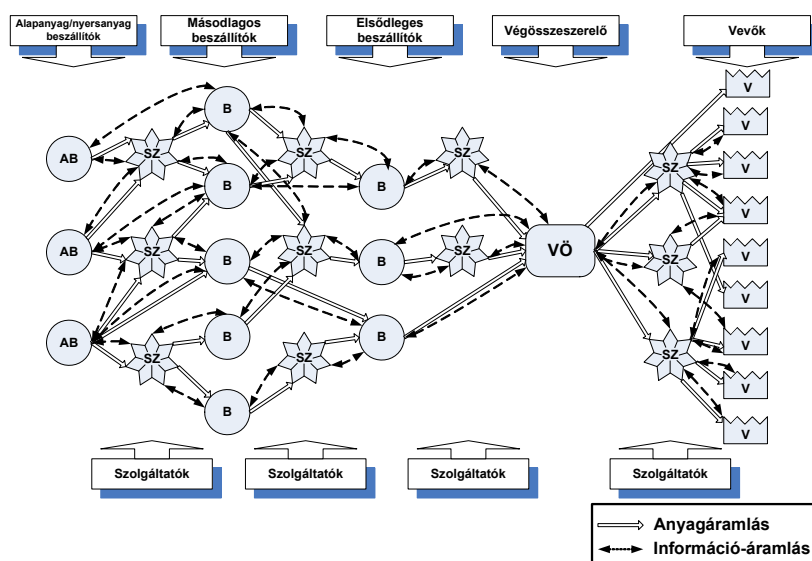 Alapanyag/nyersanyag
beszállítók
Másodlagos
beszállítók
Elsődleges
beszállítók
Végösszeszerelő
Vevők
V
B
V
SZ
SZ
SZ
AB
V
SZ
B
B
V
AB
SZ
SZ
B
B
SZ
VÖ
SZ
V
V
AB
B
B
V
SZ
SZ
SZ
V
B
V
Szolgáltatók
Szolgáltatók
Szolgáltatók
Szolgáltatók
Anyagáramlás
Információ-áramlás